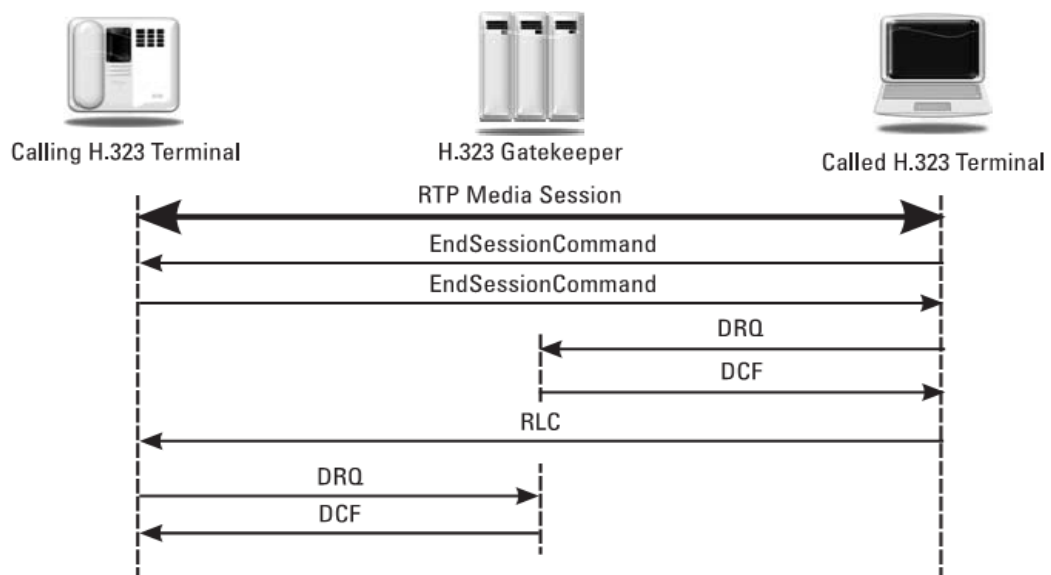 Calling H.323 Terminal
H.323 Gatekeeper
Called H.323 Terminal
RTP Media Session
EndSessionCommand
EndSessionCommand
DRQ
DCF
RLC
DRQ
DCF